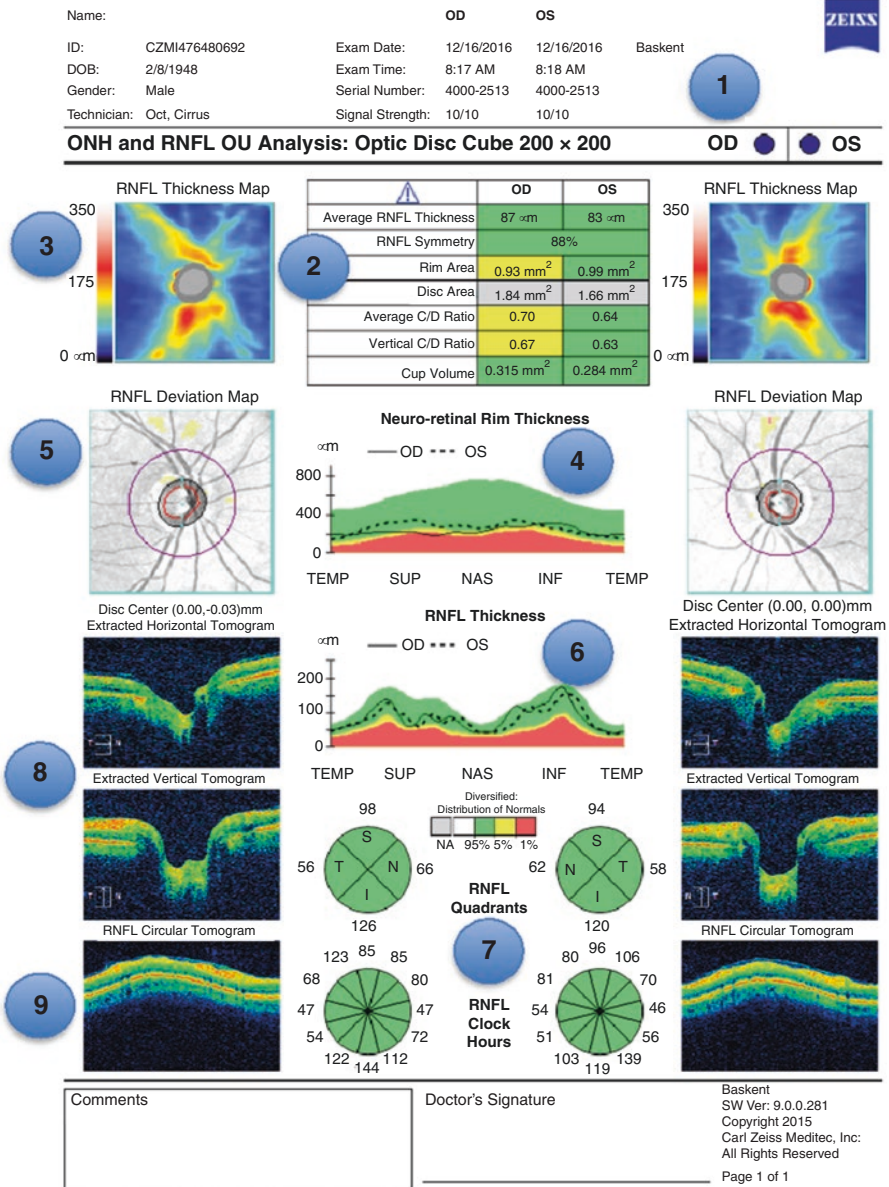 Name: OD OS
ZEISS
ID: CZMI476480692 Exam Date: 12/16/2016 12/16/2016 Baskent
DOB: 2/8/1948 Exam Time: 8:17 AM 8:18 AM
Gender: Male Serial Number: 4000-2513 4000-2513
Technician: Oct, Cirrus Signal Strength: 10/10 10/10
1
ONH and RNFL OU Analysis: Optic Disc Cube 200 × 200 OD OS
RNFL Thickness Map
350
175
0 ∝m
3
2
OD OS
Average RNFL Thickness 87 ∝m 83 ∝m
RNFL Symmetry 88%
Rim Area 0.93 mm² 0.99 mm²
Disc Area 1.84 mm² 1.66 mm²
Average C/D Ratio 0.70 0.64
Vertical C/D Ratio 0.67 0.63
Cup Volume 0.315 mm² 0.284 mm²
RNFL Thickness Map
350
175
0 ∝m
RNFL Deviation Map
5
Disc Center (0.00,-0.03)mm
Neuro-retinal Rim Thickness
∝m OD OS
4
800
400
0
TEMP SUP NAS INF TEMP
RNFL Deviation Map
Disc Center (0.00, 0.00)mm
Extracted Horizontal Tomogram
T N
RNFL Thickness
∝m OD OS
6
200
100
0
TEMP SUP NAS INF TEMP
Extracted Horizontal Tomogram
T N
8
Extracted Vertical Tomogram
T N
Diversified:
Distribution of Normals
NA 95% 5% 1%
98
56 T S N I 66
126
RNFL
Quadrants
94
62 N S T I 58
120
Extracted Vertical Tomogram
T N
RNFL Circular Tomogram
9
7
123 85 85
68 80
47 47
54 72
122 144 112
RNFL
Clock
Hours
80 96 106
81 70
54 46
51 56
103 119 139
RNFL Circular Tomogram
Comments
Doctor's Signature
Baskent
SW Ver: 9.0.0.281
Copyright 2015
Carl Zeiss Meditec, Inc:
All Rights Reserved
Page 1 of 1